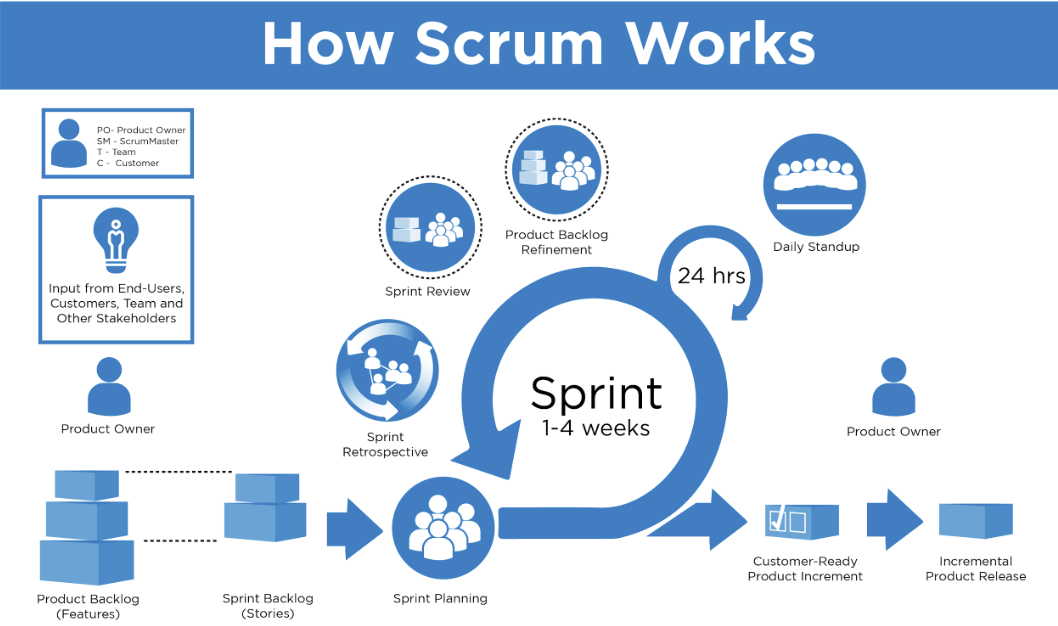 How Scrum Works
PO- Product Owner
SM - ScrumMaster
T - Team
C - Customer
Input from End-Users,
Customers, Team and
Other Stakeholders
Product Owner
Product Backlog
(Features)
Sprint Backlog
(Stories)
Sprint Planning
Sprint
Retrospective
Sprint Review
Product Backlog
Refinement
Sprint
1-4 weeks
24 hrs
Daily Standup
Product Owner
Customer-Ready
Product Increment
Incremental
Product Release